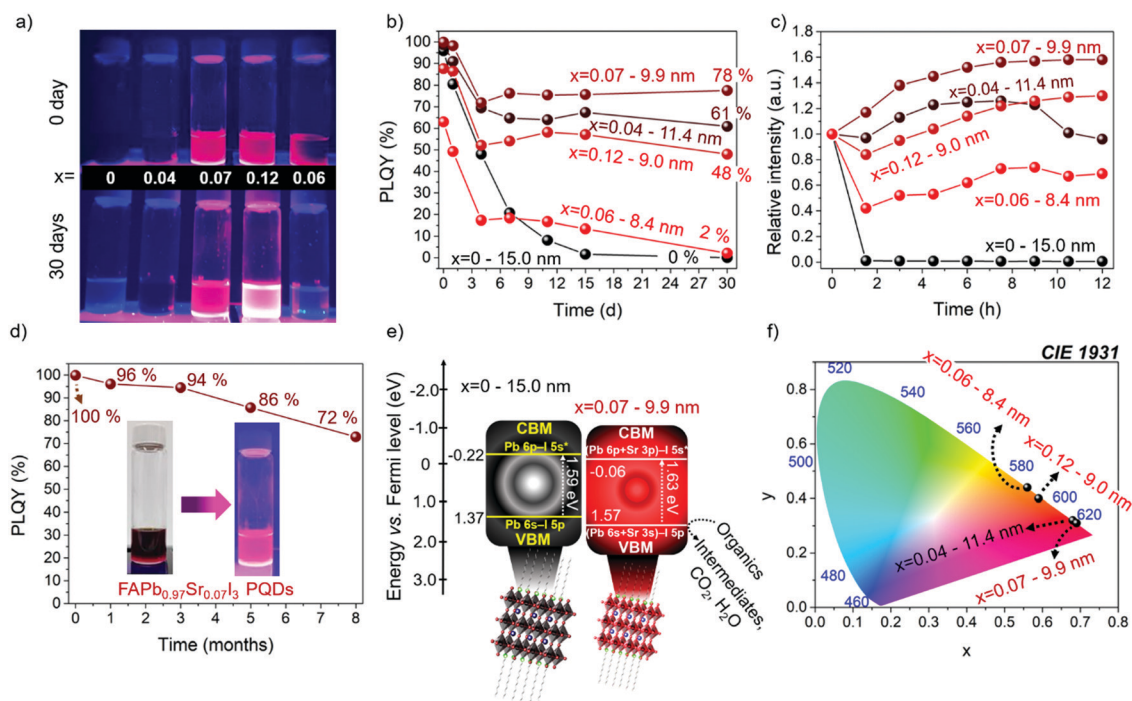 a)
0 day
x=
0 0.04 0.07 0.12 0.06
30 days
b)
PLQY (%)
100
90
80
70
60
50
40
30
20
10
0
0 3 6 9 12 15 18 21 24 27 30
Time (d)
x=0.07 - 9.9 nm 78 %
61 %
x=0.04 - 11.4 nm
x=0.12 - 9.0 nm
48 %
x=0.06 - 8.4 nm 2 %
x=0 - 15.0 nm 0 %
c)
Relative intensity (a.u.)
1.8
1.6
1.4
1.2
1.0
0.8
0.6
0.4
0.2
0.0
0 2 4 6 8 10 12
Time (h)
x=0.07 - 9.9 nm
x=0.04 - 11.4 nm
x=0.12 - 9.0 nm
x=0.06 - 8.4 nm
x=0 - 15.0 nm
d)
PLQY (%)
100
90
80
70
60
50
40
30
20
10
0
0 1 2 3 4 5 6 7 8
Time (months)
100 %
96 %
94 %
86 %
72 %
FAPb0.97Sr0.07I3 PQDs
e)
Energy vs. Fermi level (eV)
-2.0
-1.0
0
1.0
2.0
3.0
x=0 - 15.0 nm
CBM
Pb 6p–I 5s*
-0.22
1.59 eV
1.37
Pb 6s–I 5p
VBM
x=0.07 - 9.9 nm
CBM
(Pb 6p+Sr 3p)–I 5s*
-0.06
1.63 eV
1.57
(Pb 6s+Sr 3s)–I 5p
VBM
Organics
Intermediates,
CO2, H2O
f)
CIE 1931
y
0.8
0.6
0.4
0.2
0.0
0.0 0.1 0.2 0.3 0.4 0.5 0.6 0.7 0.8
x
520
540
560
580
600
620
500
480
460
x=0.06 - 8.4 nm
x=0.12 - 9.0 nm
x=0.04 - 11.4 nm
x=0.07 - 9.9 nm